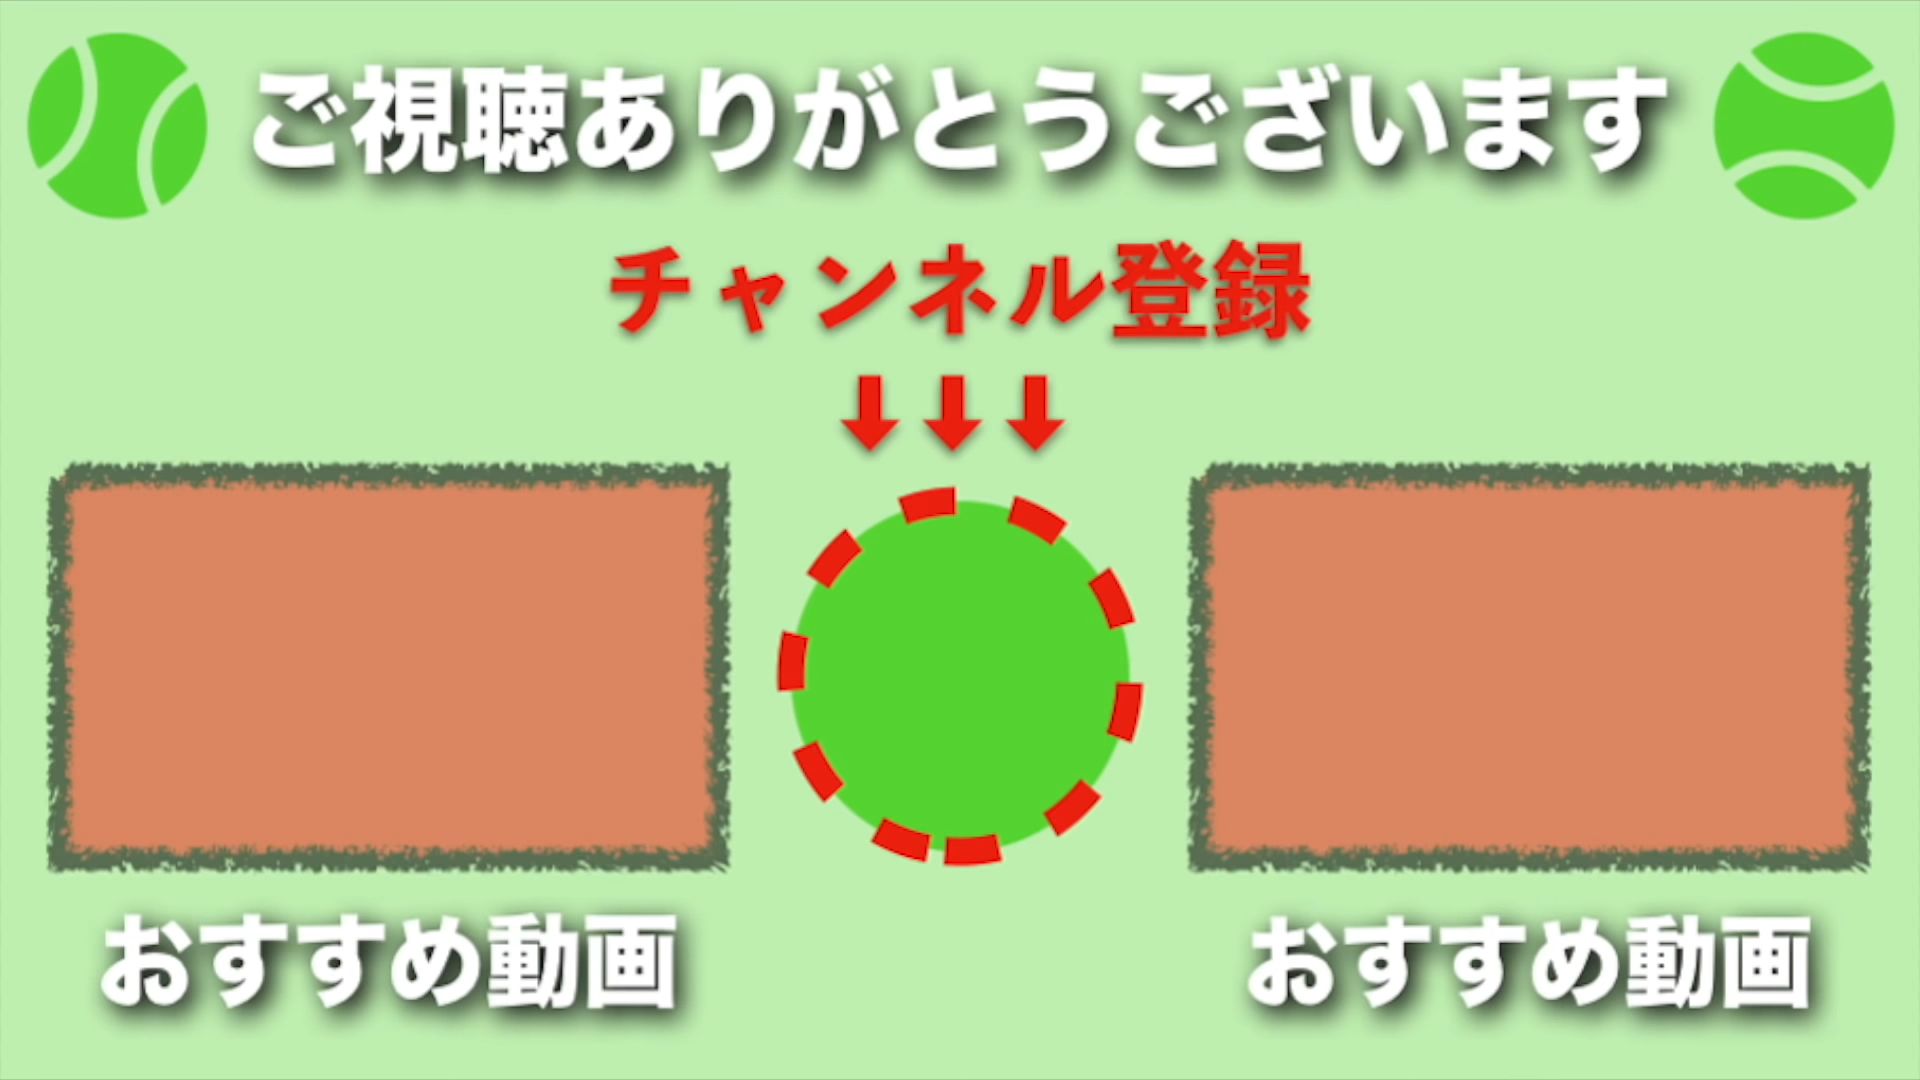 ご視聴ありがとうございます
チャンネル登録
おすすめ動画
おすすめ動画